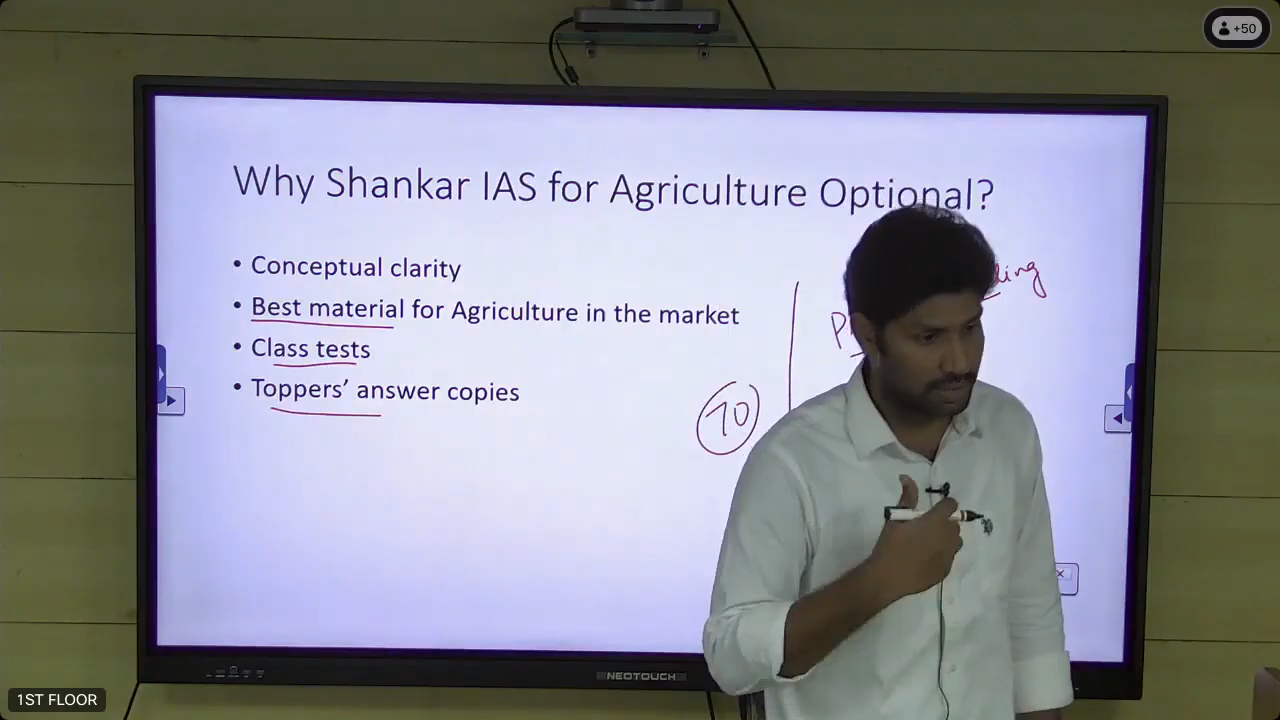 +50
Why Shankar IAS for Agriculture Optional?
• Conceptual clarity
• Best material for Agriculture in the market
• Class tests
• Toppers’ answer copies
70
NEOTOUCH
1ST FLOOR